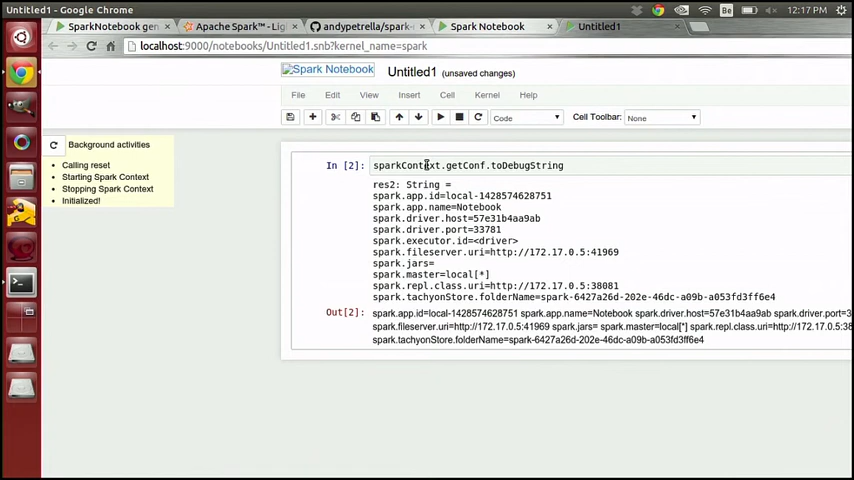 Untitled1 - Google Chrome
Be
12:17 PM
SparkNotebook gen
Apache Spark™ - Li
andypetrella/spark-
Spark Notebook
Untitled1
localhost:9000/notebooks/Untitled1.snb?kernel_name=spark
Spark Notebook
Untitled1 (unsaved changes)
File Edit View Insert Cell Kernel Help
Code
Cell Toolbar: None
Background activities
Calling reset
Starting Spark Context
Stopping Spark Context
Initialized!
In [2]: sparkContext.getConf.toDebugString
res2: String =
spark.app.id=local-1428574628751
spark.app.name=Notebook
spark.driver.host=57e31b4aa9ab
spark.driver.port=33781
spark.executor.id=<driver>
spark.fileserver.uri=http://172.17.0.5:41969
spark.jars=
spark.master=local[*]
spark.repl.class.uri=http://172.17.0.5:38081
spark.tachyonStore.folderName=spark-6427a26d-202e-46dc-a09b-a053fd3ff6e4
Out[2]: spark.app.id=local-1428574628751 spark.app.name=Notebook spark.driver.host=57e31b4aa9ab spark.driver.port=3
spark.fileserver.uri=http://172.17.0.5:41969 spark.jars= spark.master=local[*] spark.repl.class.uri=http://172.17.0.5:38
spark.tachyonStore.folderName=spark-6427a26d-202e-46dc-a09b-a053fd3ff6e4